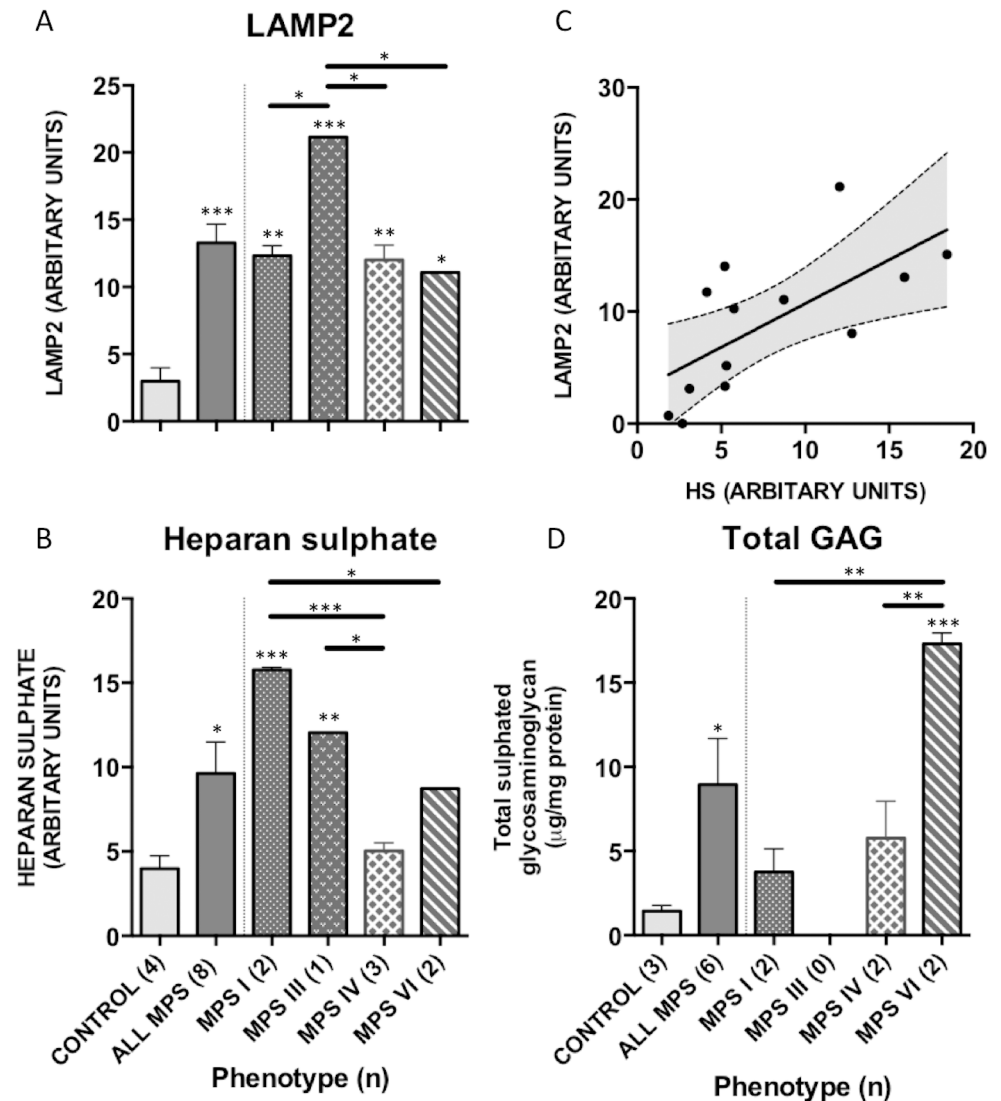 A
LAMP2
LAMP2 (ARBITARY UNITS)
25
20
15
10
5
0
***
**
***
**
*
*
*
*
C
LAMP2 (ARBITARY UNITS)
30
20
10
0
0 5 10 15 20
HS (ARBITARY UNITS)
B
Heparan sulphate
HEPARAN SULPHATE
(ARBITARY UNITS)
20
15
10
5
0
*
***
**
*
***
*
CONTROL (4)
ALL MPS (8)
MPS I (2)
MPS III (1)
MPS IV (3)
MPS VI (2)
Phenotype (n)
D
Total GAG
Total sulphated
glycosaminoglycan
(μg/mg protein)
20
15
10
5
0
*
***
**
**
CONTROL (3)
ALL MPS (6)
MPS I (2)
MPS III (0)
MPS IV (2)
MPS VI (2)
Phenotype (n)